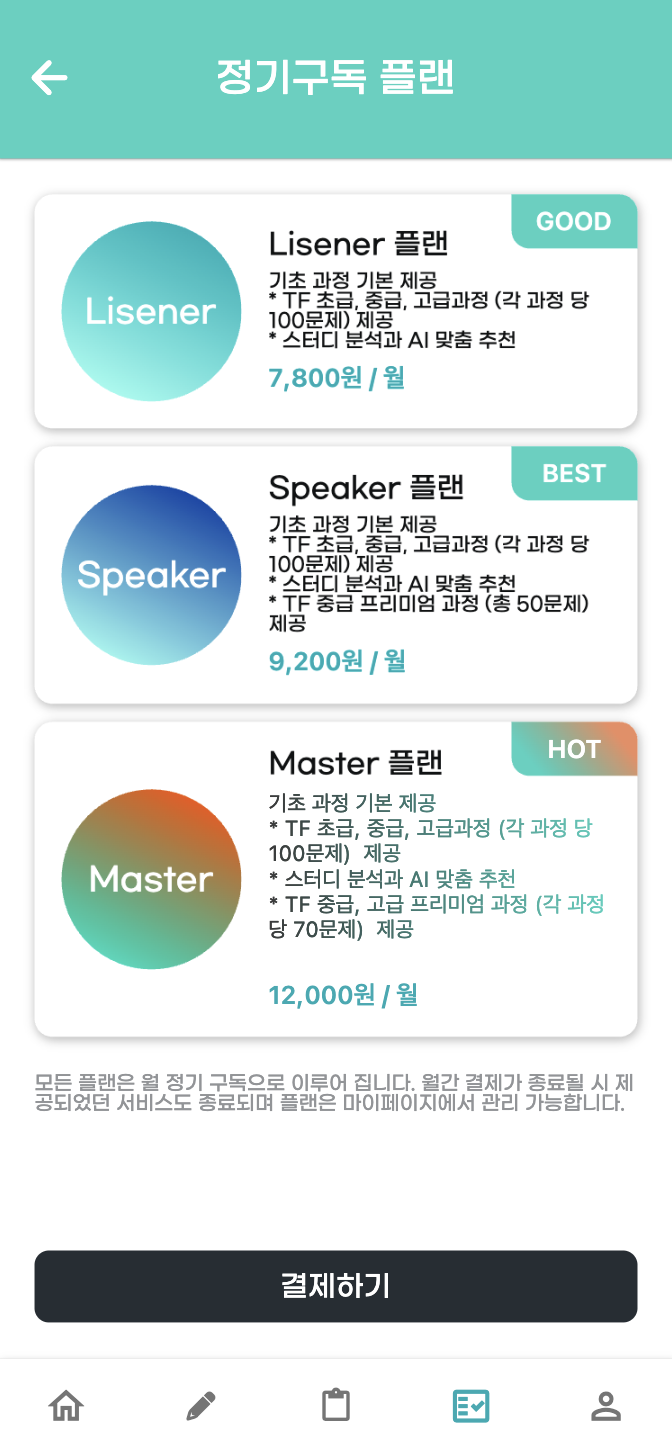 정기구독 플랜
GOOD
Lisener
Lisener 플랜
기초 과정 기본 제공
* TF 초급, 중급, 고급과정 (각 과정 당
100문제) 제공
* 스터디 분석과 AI 맞춤 추천
7,800원 / 월
BEST
Speaker
Speaker 플랜
기초 과정 기본 제공
* TF 초급, 중급, 고급과정 (각 과정 당
100문제) 제공
* 스터디 분석과 AI 맞춤 추천
* TF 중급 프리미엄 과정 (총 50문제)
제공
9,200원 / 월
HOT
Master
Master 플랜
기초 과정 기본 제공
* TF 초급, 중급, 고급과정 (각 과정 당
100문제)  제공
* 스터디 분석과 AI 맞춤 추천
* TF 중급, 고급 프리미엄 과정 (각 과정
당 70문제)  제공
12,000원 / 월
모든 플랜은 월 정기 구독으로 이루어 집니다. 월간 결제가 종료될 시 제
공되었던 서비스도 종료되며 플랜은 마이페이지에서 관리 가능합니다.
결제하기